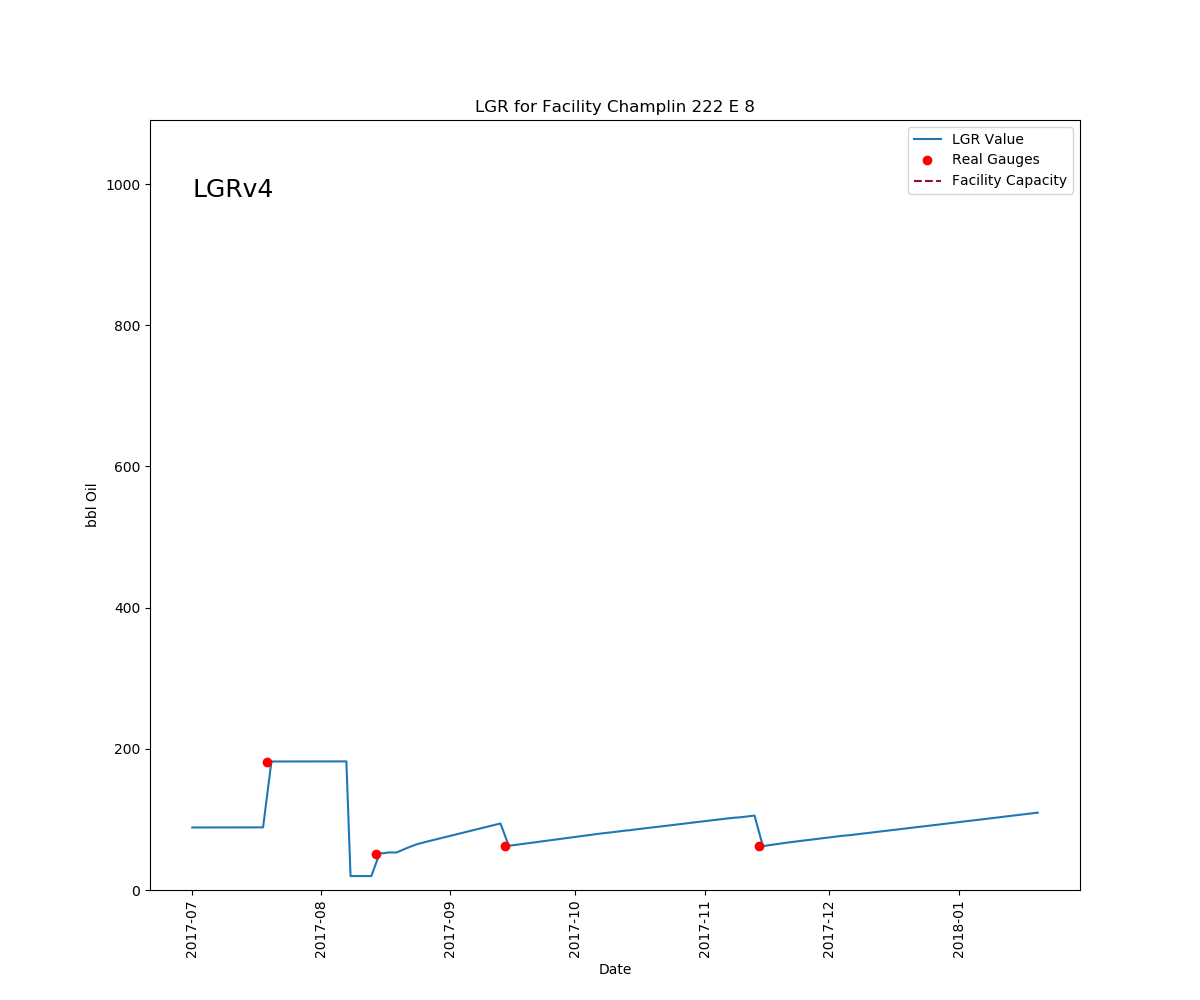 LGR for Facility Champlin 222 E 8
LGR Value
Real Gauges
Facility Capacity
LGRv4
1000
800
600
400
200
0
bbl Oil
2017-07
2017-08
2017-09
2017-10
2017-11
2017-12
2018-01
Date